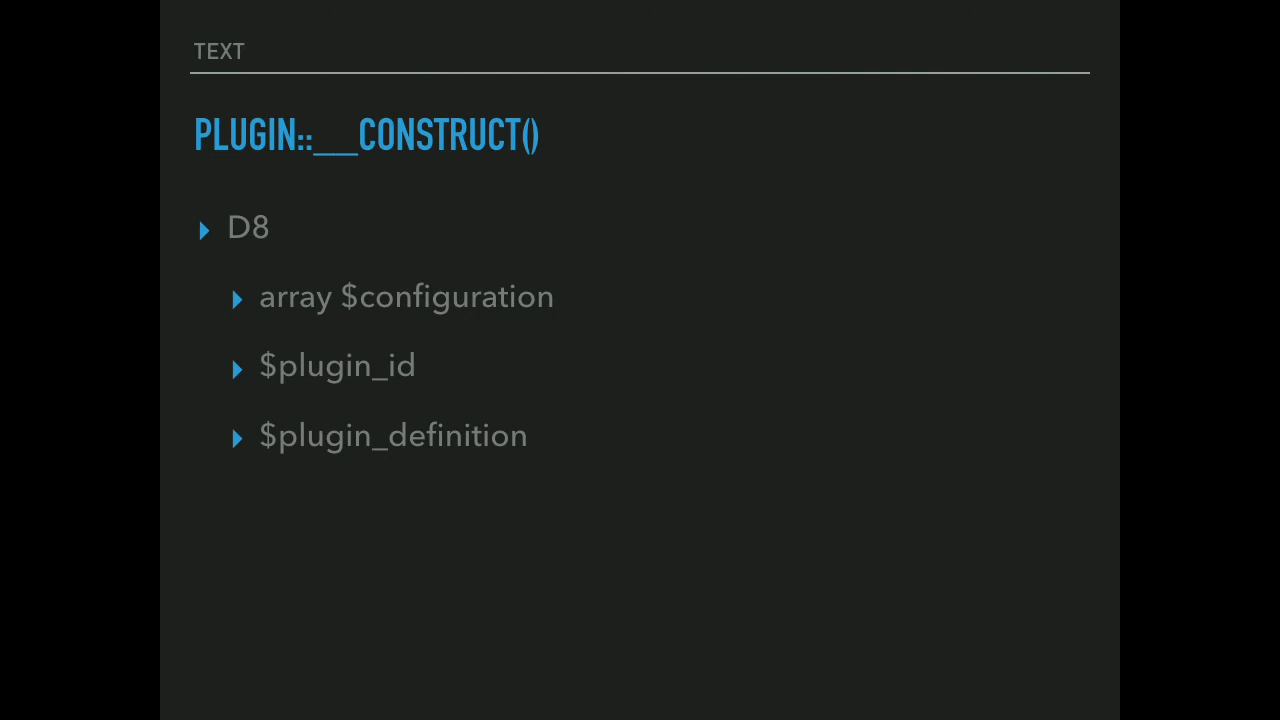 TEXT
PLUGIN::__CONSTRUCT()
D8
array $configuration
$plugin_id
$plugin_definition